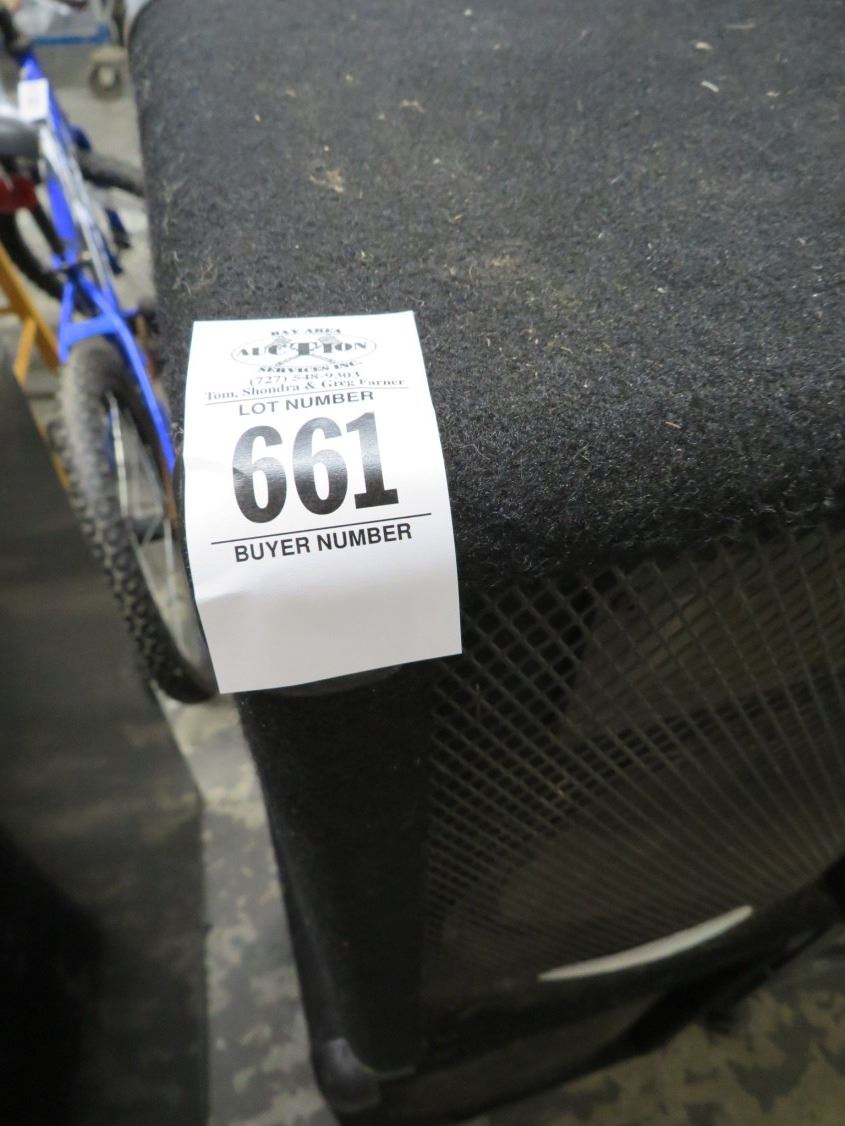 BAY AREA
AUCTION
SERVICES INC.
(727) 548-9303
Tom, Shondra & Greg Farner
LOT NUMBER
661
BUYER NUMBER